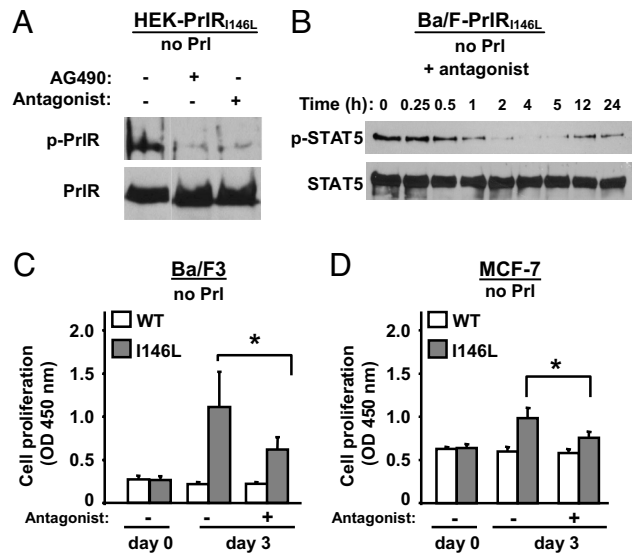 A
HEK-PrlR I146L
no Prl
AG490: - + -
Antagonist: - - +
p-PrlR
PrlR
B
Ba/F-PrlR I146L
no Prl
+ antagonist
Time (h): 0 0.25 0.5 1 2 4 5 12 24
p-STAT5
STAT5
C
Ba/F3
no Prl
WT
I146L
*
Cell proliferation
(OD 450 nm)
2.0
1.5
1.0
0.5
0
Antagonist: - - +
day 0 day 3
D
MCF-7
no Prl
WT
I146L
*
Cell proliferation
(OD 450 nm)
2.0
1.5
1.0
0.5
0
Antagonist: - - +
day 0 day 3